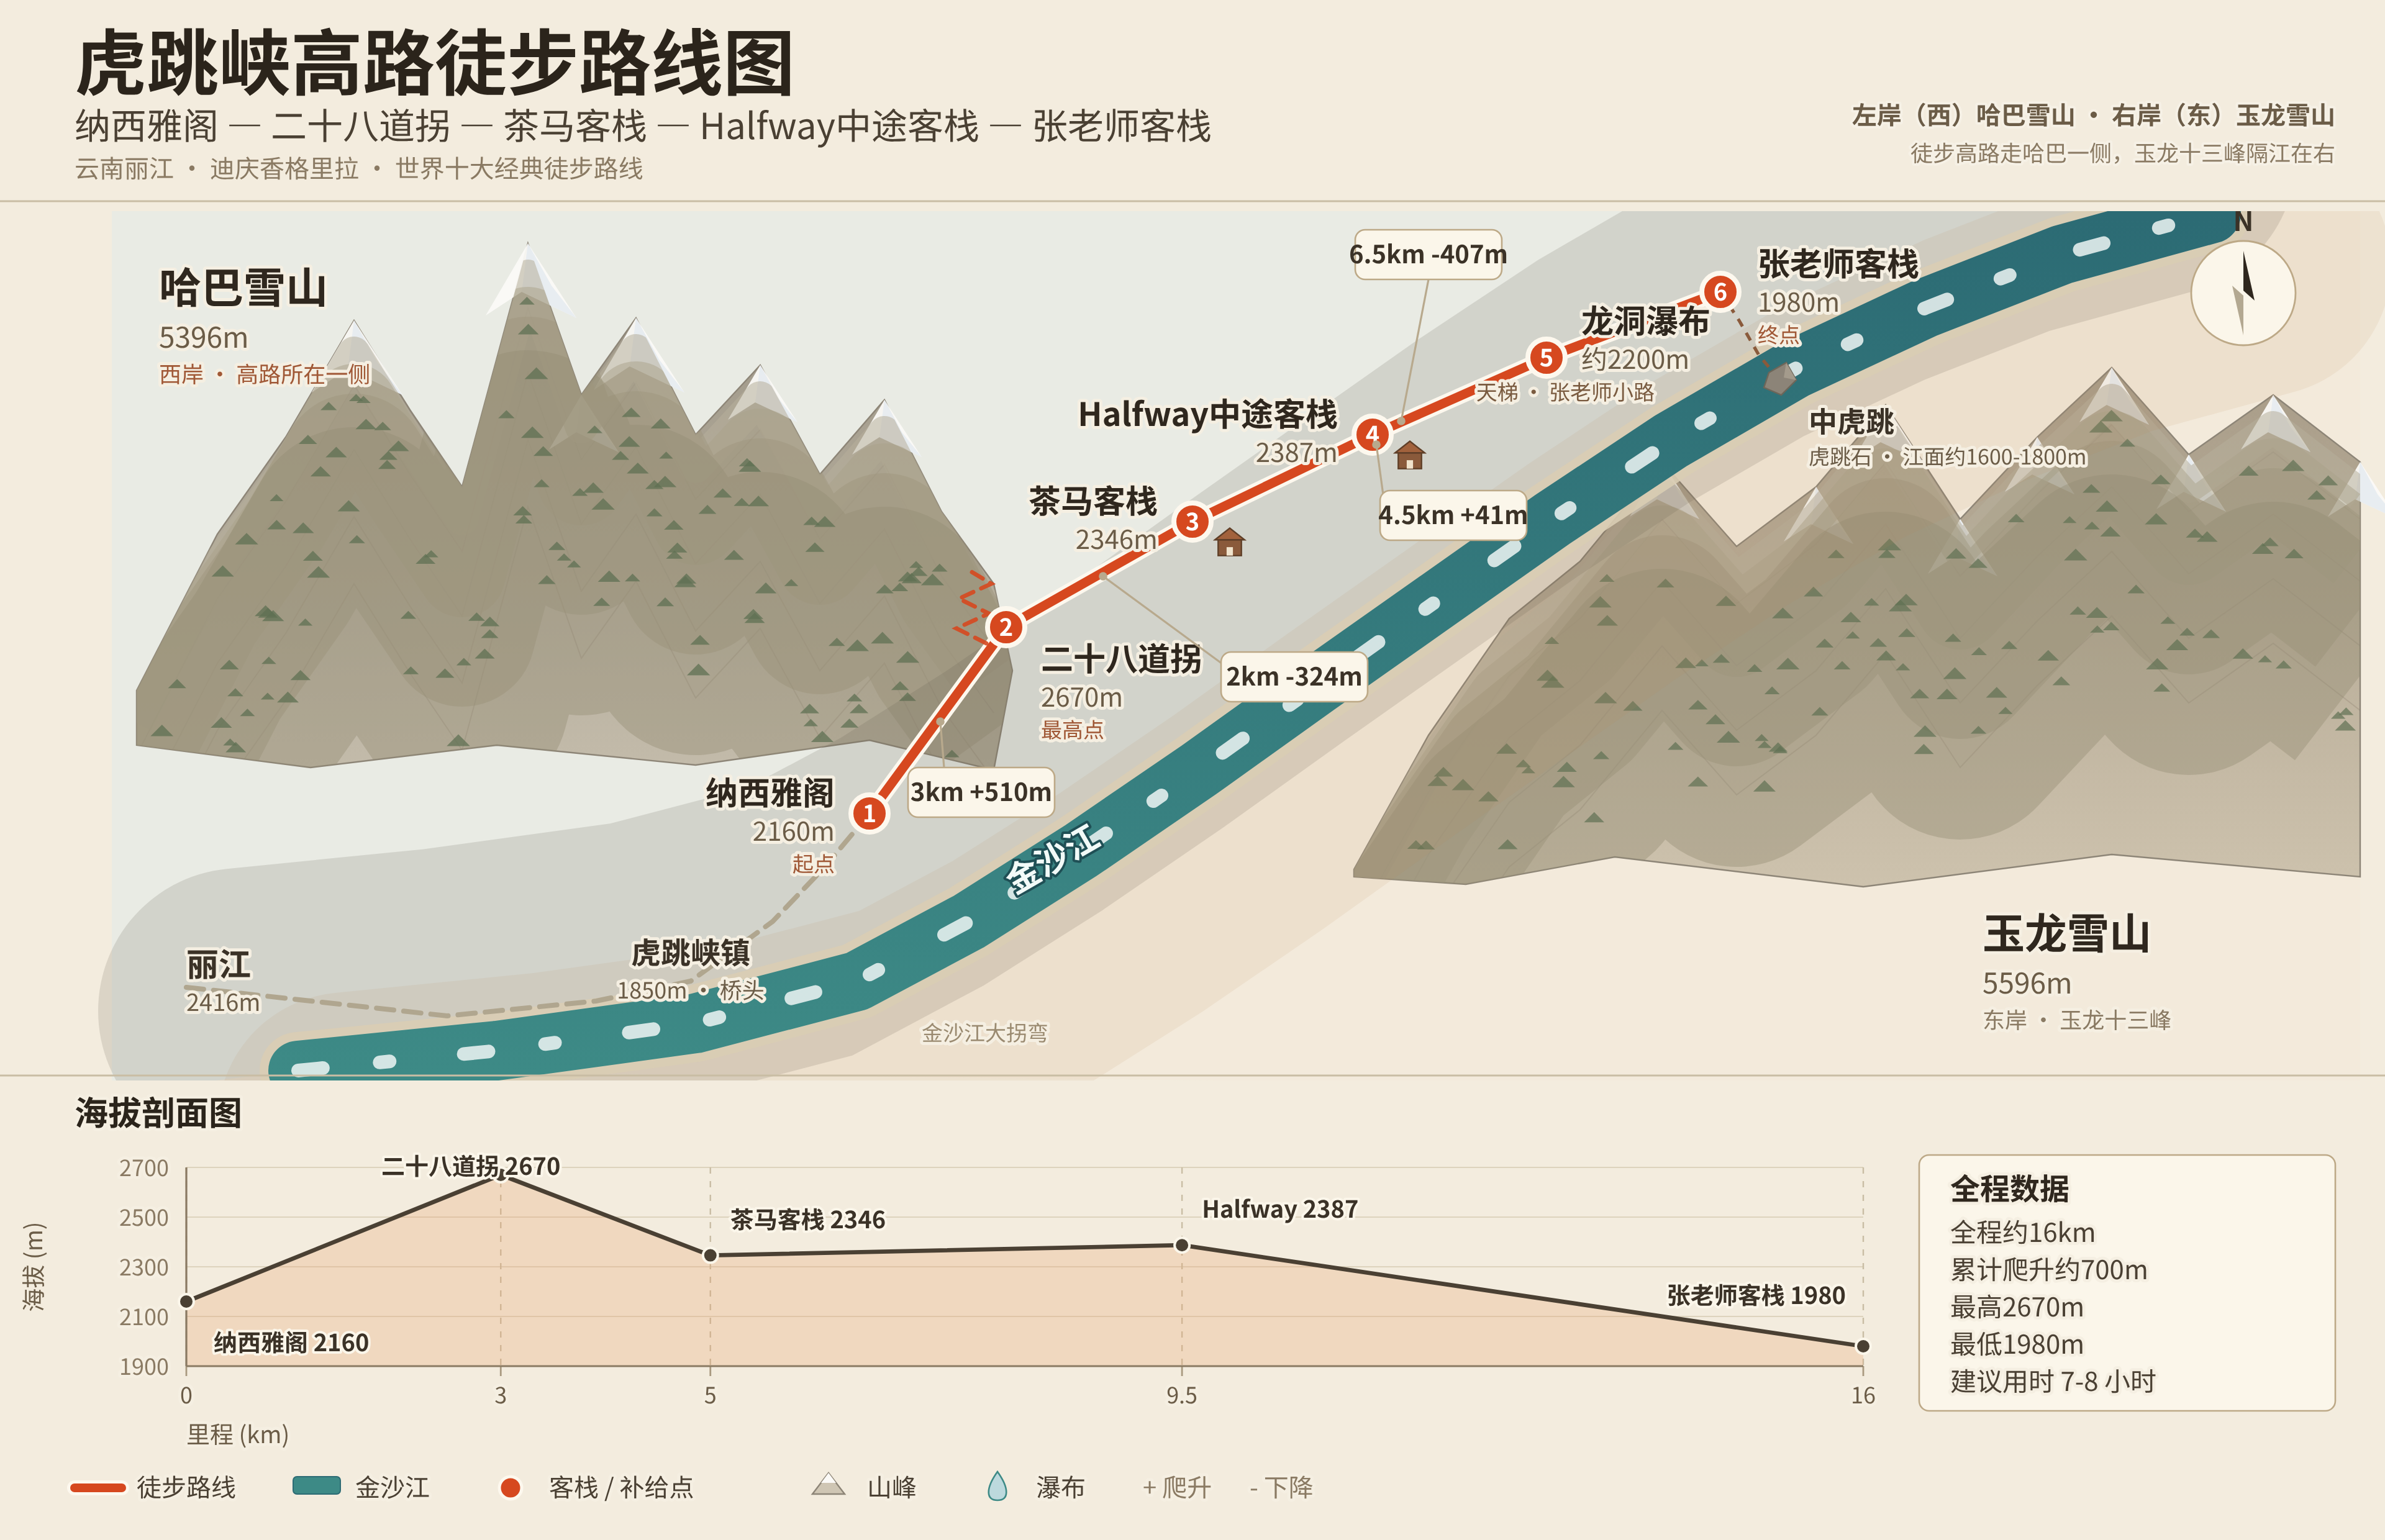 虎跳峡高路徒步路线图
纳西雅阁 — 二十八道拐 — 茶马客栈 — Halfway中途客栈 — 张老师客栈
云南丽江 · 迪庆香格里拉 · 世界十大经典徒步路线
左岸（西）哈巴雪山 · 右岸（东）玉龙雪山
徒步高路走哈巴一侧，玉龙十三峰隔江在右
N
哈巴雪山
5396m
西岸 · 高路所在一侧
6.5km -407m
6
张老师客栈
1980m
终点
5
龙洞瀑布
约2200m
天梯 · 张老师小路
Halfway中途客栈
2387m
4
中虎跳
虎跳石 · 江面约1600-1800m
茶马客栈
2346m
3
4.5km +41m
2
二十八道拐
2670m
最高点
2km -324m
纳西雅阁
2160m
起点
1
3km +510m
金沙江
虎跳峡镇
1850m · 桥头
丽江
2416m
金沙江大拐弯
玉龙雪山
5596m
东岸 · 玉龙十三峰
海拔剖面图
海拔 (m)
2700
2500
2300
2100
1900
二十八道拐 2670
茶马客栈 2346
Halfway 2387
张老师客栈 1980
纳西雅阁 2160
0
3
5
9.5
16
里程 (km)
全程数据
全程约16km
累计爬升约700m
最高2670m
最低1980m
建议用时 7-8 小时
徒步路线
金沙江
客栈 / 补给点
山峰
瀑布
+ 爬升
- 下降